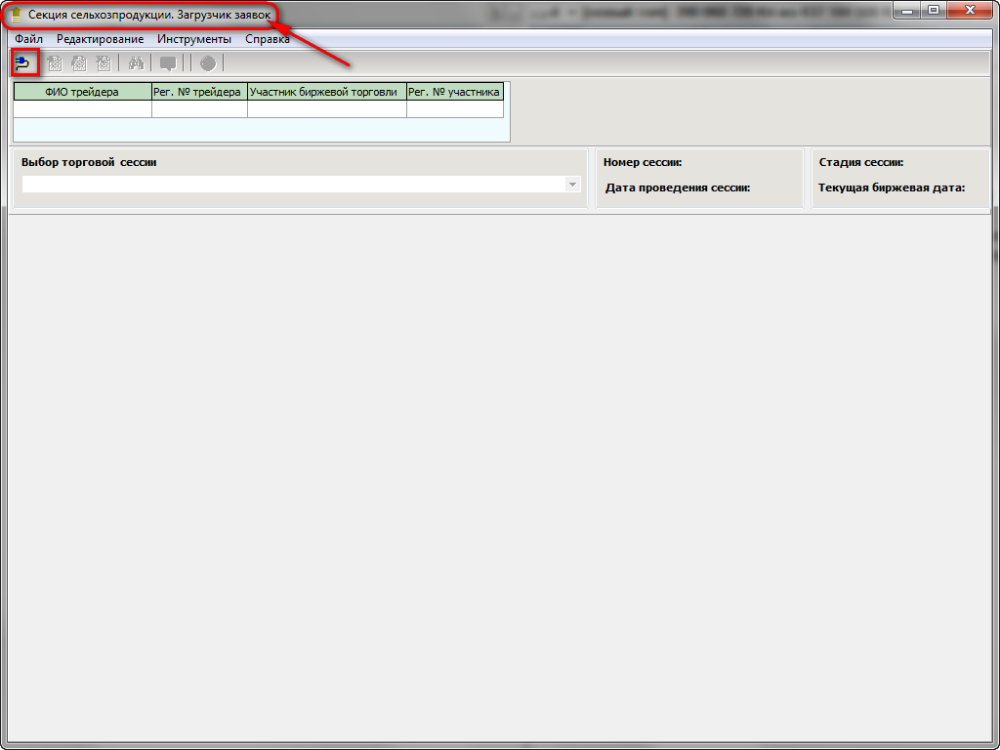 Секция сельхозпродукции. Загрузчик заявок
Файл Редактирование Инструменты Справка
ФИО трейдера Рег. № трейдера Участник биржевой торговли Рег. № участника
Выбор торговой сессии Номер сессии: Стадия сессии:
Дата проведения сессии: Текущая биржевая дата: